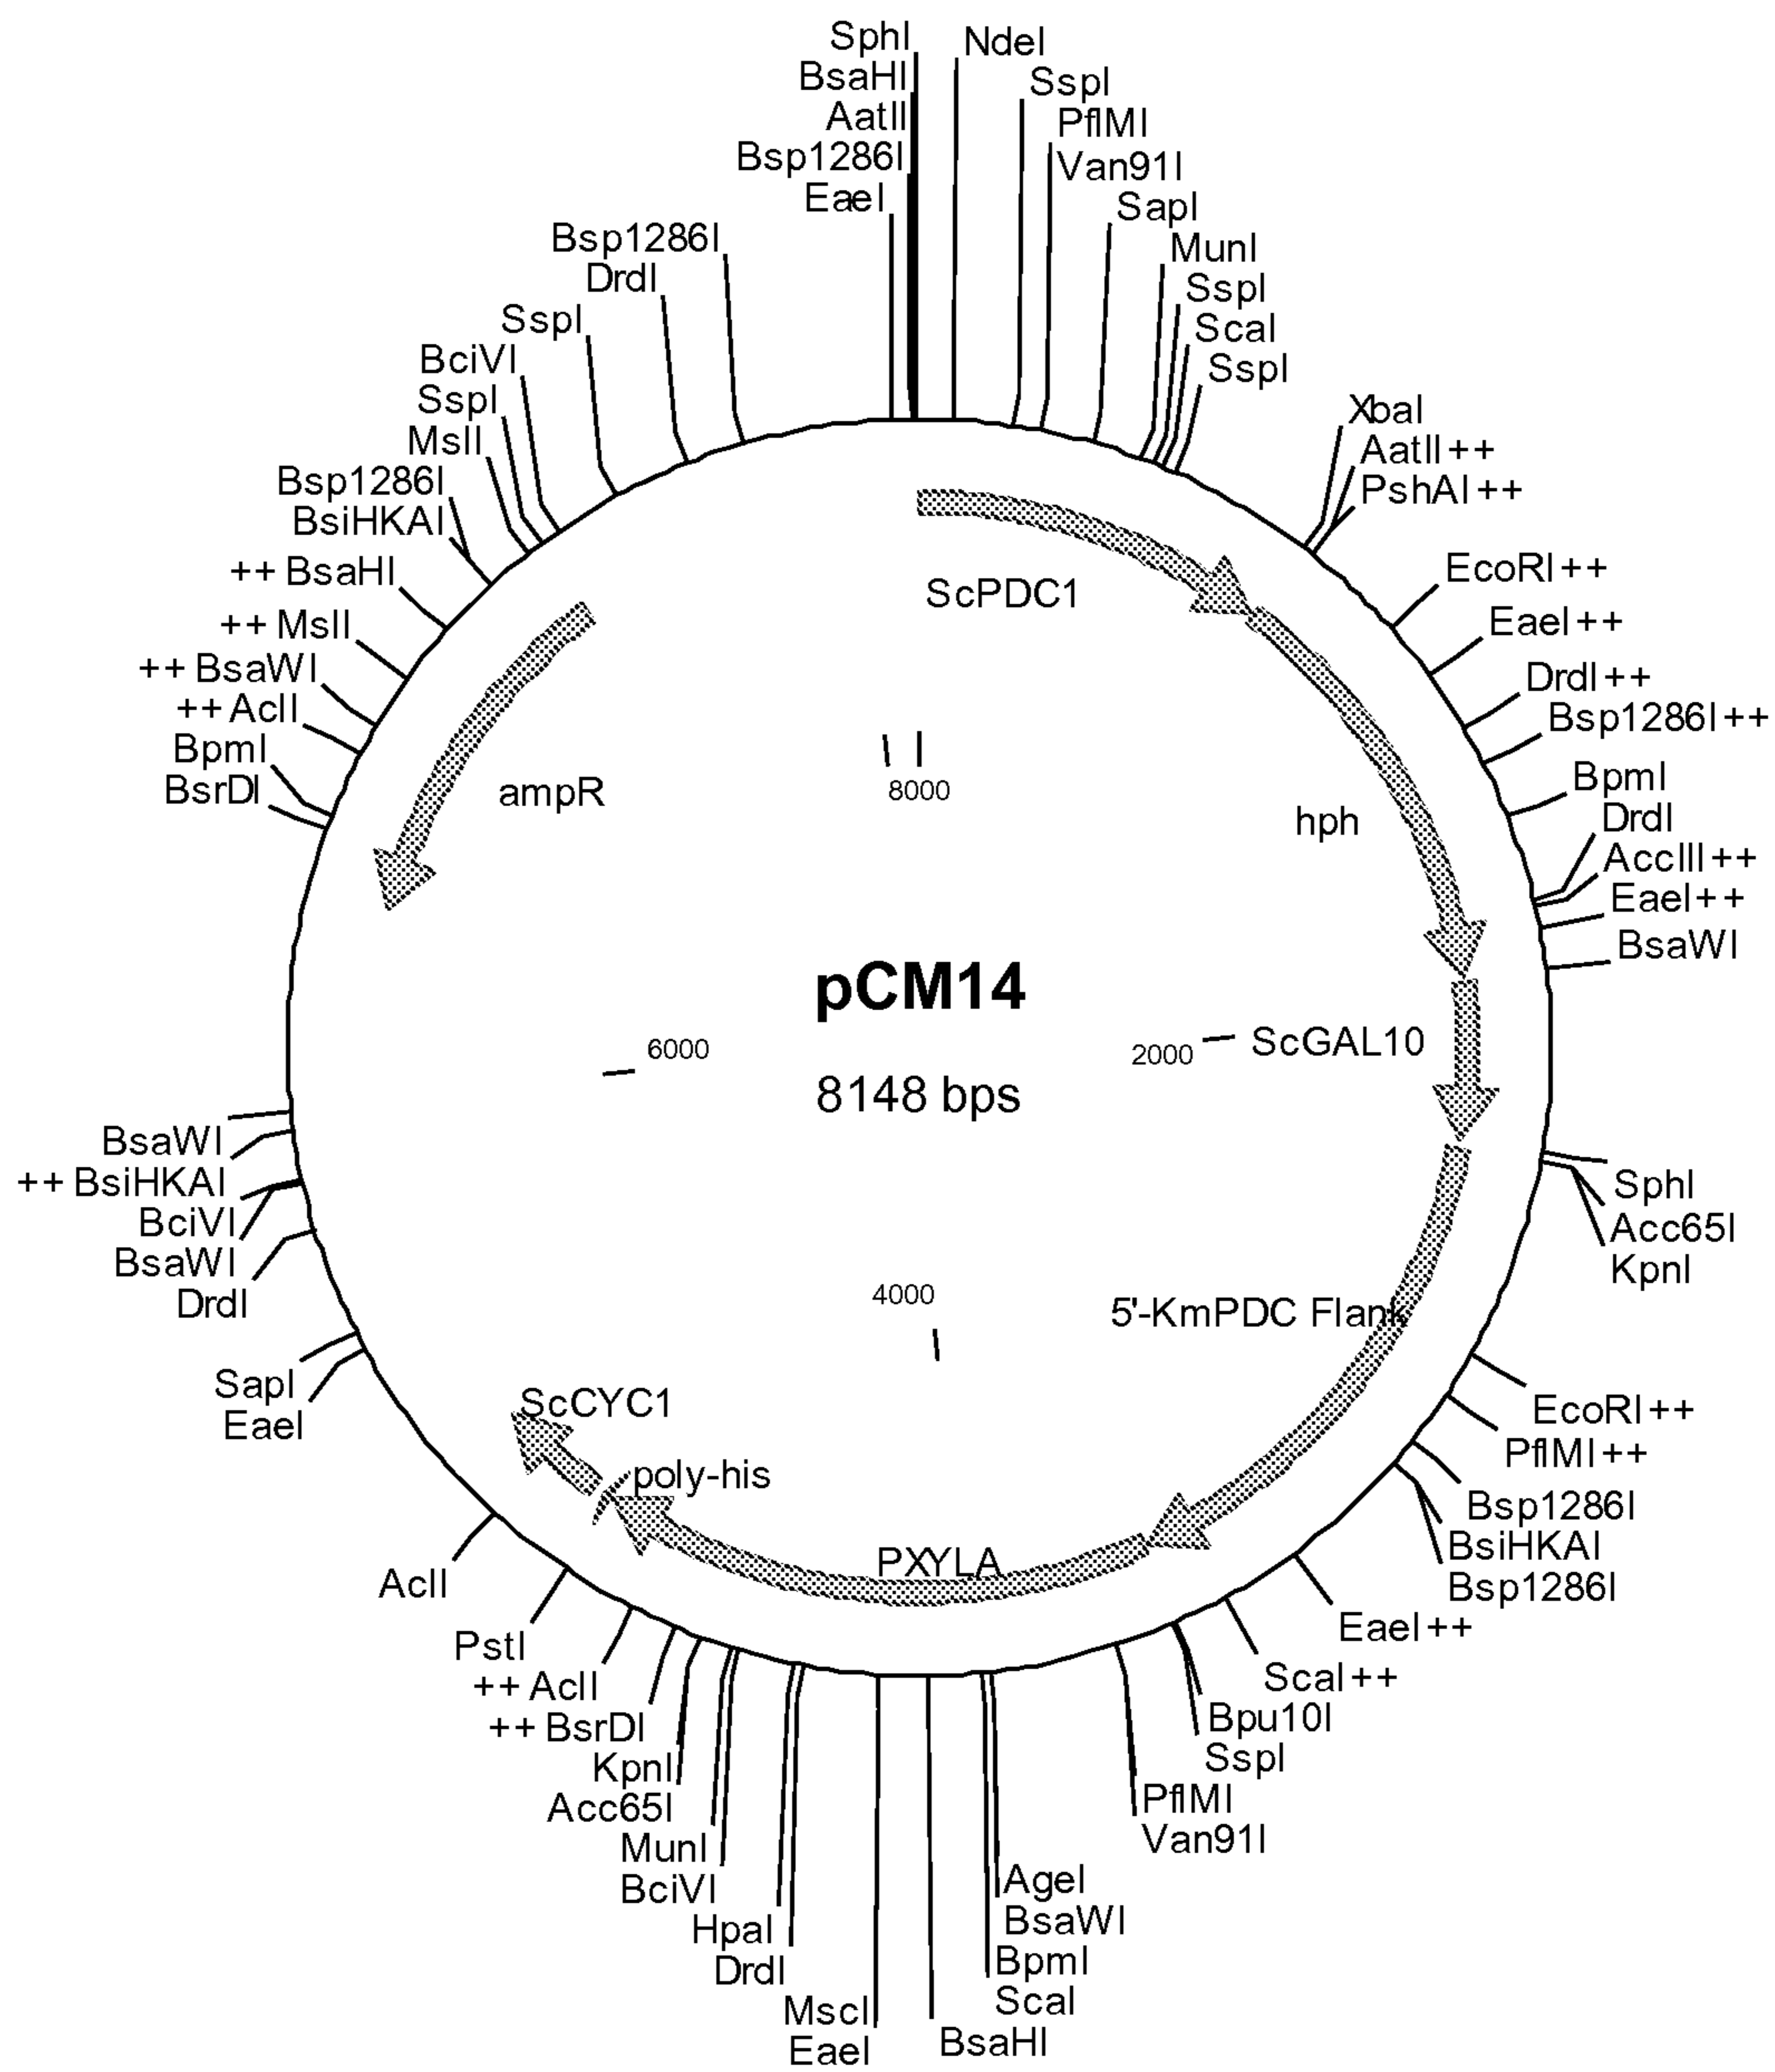 SphI
BsaHI
AatII
Bsp1286I
EaeI
NdeI
SspI
PflMI
Van91I
SapI
MunI
SspI
ScaI
SspI
XbaI
AatII++
PshAI++
EcoRI++
EaeI++
DrdI++
Bsp1286I++
BpmI
DrdI
AccIII++
EaeI++
BsaWI
SphI
Acc65I
KpnI
EcoRI++
PflMI++
Bsp1286I
BsiHKAI
Bsp1286I
EaeI++
ScaI++
Bpu10I
SspI
PflMI
Van91I
AgeI
BsaWI
BpmI
ScaI
BsaHI
MscI
EaeI
HpaI
DrdI
MunI
BciVI
KpnI
Acc65I
++AclI
++BsrDI
PstI
AclI
SapI
EaeI
BsaWI
++BsiHKAI
BciVI
BsaWI
DrdI
BpmI
BsrDI
++AclI
++BsaWI
++MslI
++BsaHI
Bsp1286I
BsiHKAI
MslI
SspI
BciVI
SspI
DrdI
Bsp1286I
ScPDC1
hph
ScGAL10
5'-KmPDC Flank
PXYLA
poly-his
ScCYC1
ampR
8000
2000
4000
6000
pCM14
8148 bps